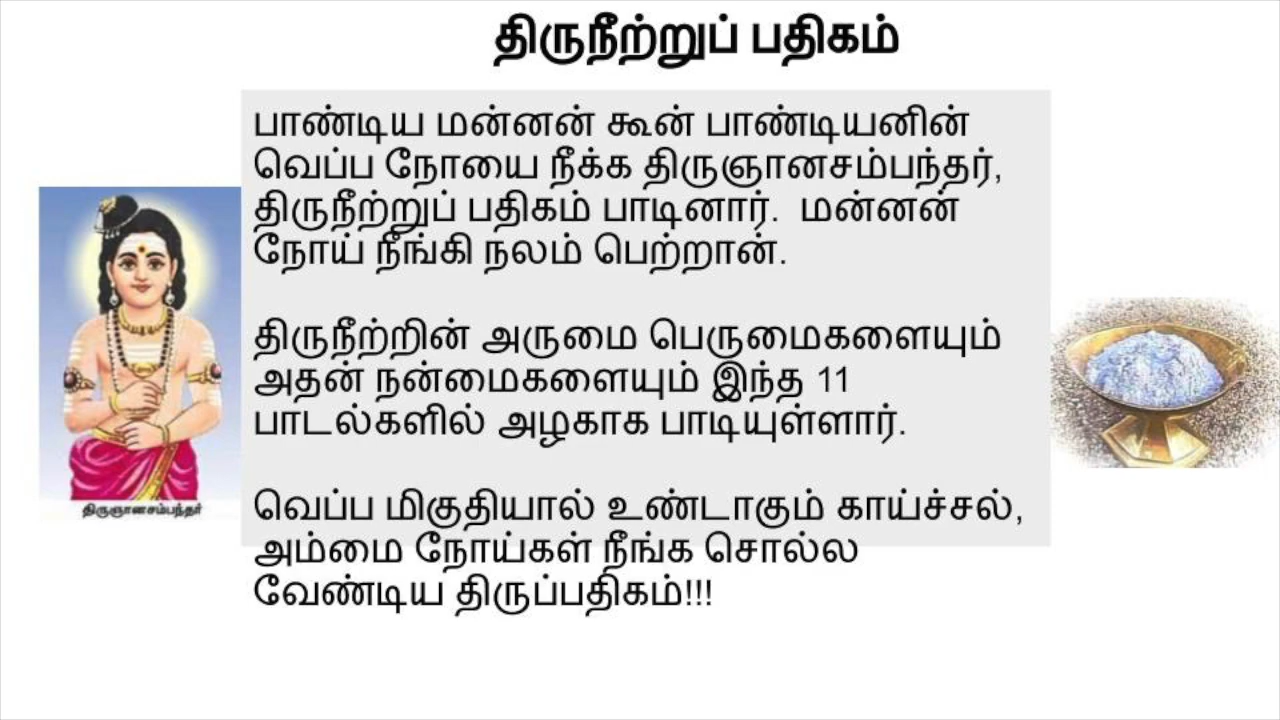 திருநீற்றுப் பதிகம்
பாண்டிய மன்னன் கூன் பாண்டியனின்
வெப்ப நோயை நீக்க திருஞானசம்பந்தர்,
திருநீற்றுப் பதிகம் பாடினார். மன்னன்
நோய் நீங்கி நலம் பெற்றான்.
திருநீற்றின் அருமை பெருமைகளையும்
அதன் நன்மைகளையும் இந்த 11
பாடல்களில் அழகாக பாடியுள்ளார்.
வெப்ப மிகுதியால் உண்டாகும் காய்ச்சல்,
அம்மை நோய்கள் நீங்க சொல்ல
வேண்டிய திருப்பதிகம்!!!
திருஞானசம்பந்தர்